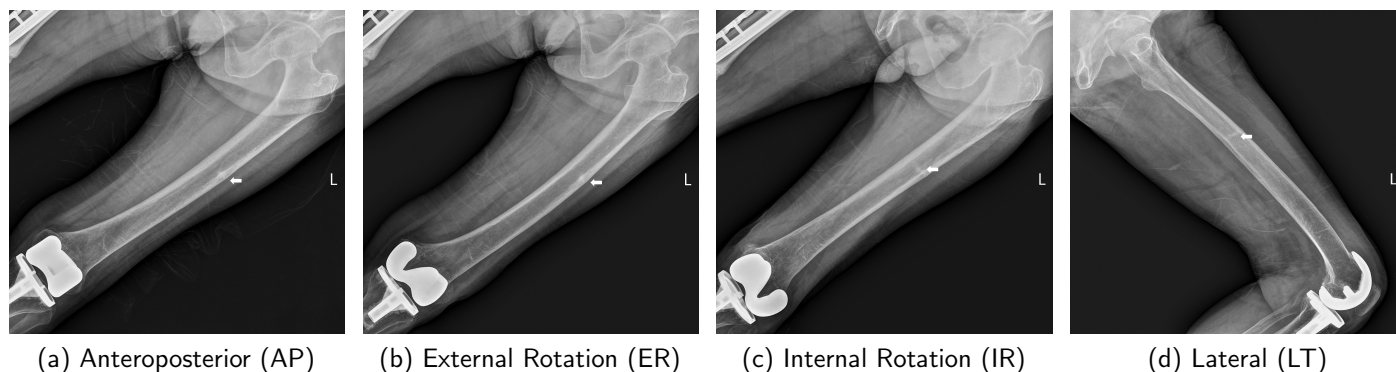 L
L
L
L
(a) Anteroposterior (AP)
(b) External Rotation (ER)
(c) Internal Rotation (IR)
(d) Lateral (LT)